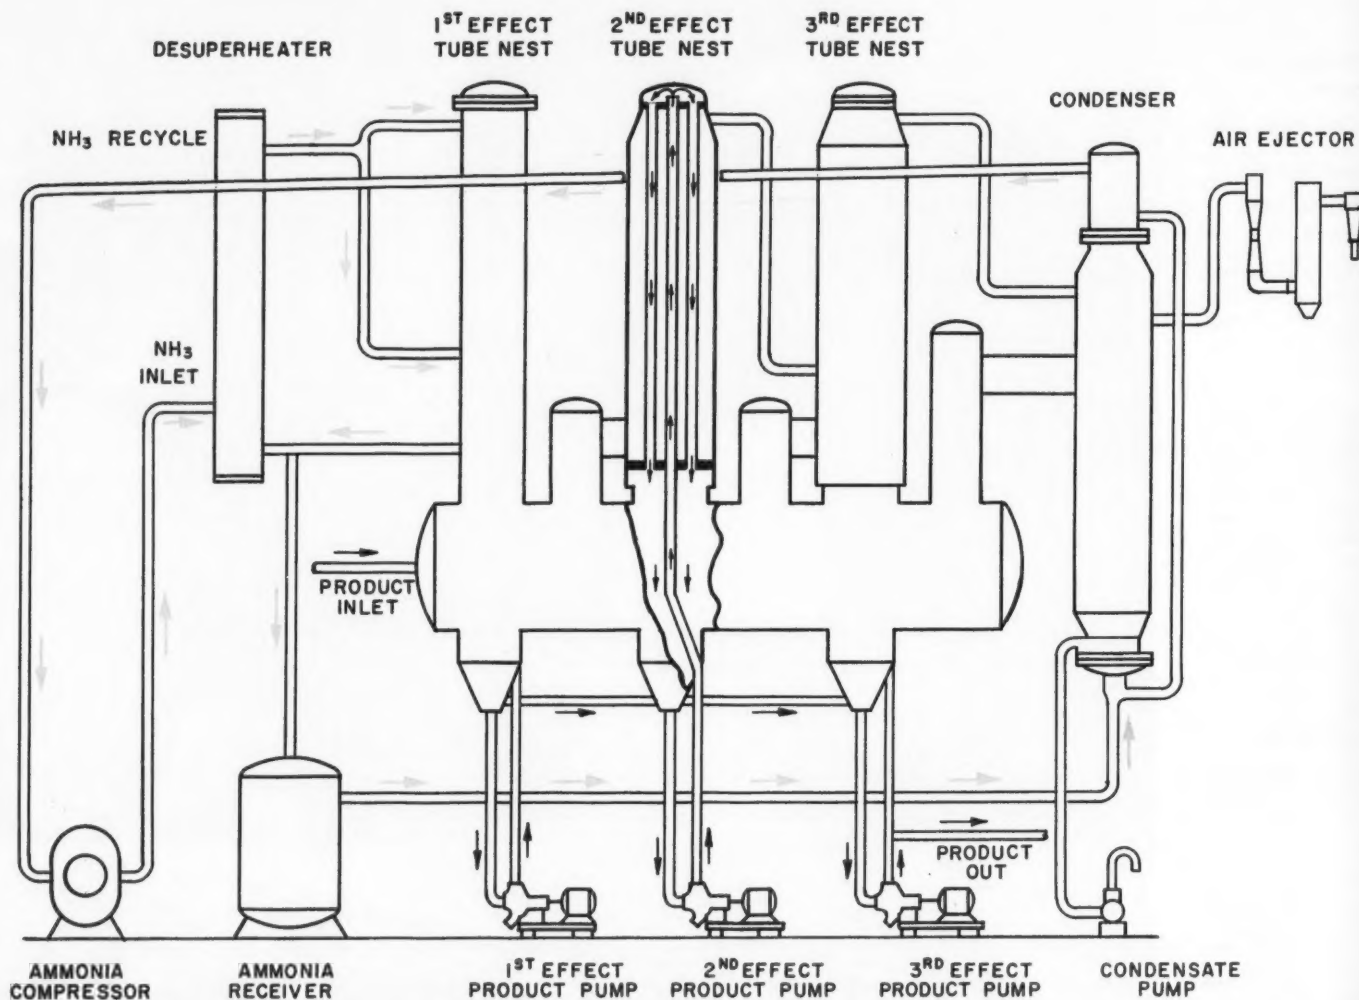 1ST EFFECT
TUBE NEST
2ND EFFECT
TUBE NEST
3RD EFFECT
TUBE NEST
DESUPERHEATER
CONDENSER
AIR EJECTOR
NH3 RECYCLE
NH3
INLET
PRODUCT
INLET
PRODUCT
OUT
AMMONIA
COMPRESSOR
AMMONIA
RECEIVER
1ST EFFECT
PRODUCT PUMP
2ND EFFECT
PRODUCT PUMP
3RD EFFECT
PRODUCT PUMP
CONDENSATE
PUMP